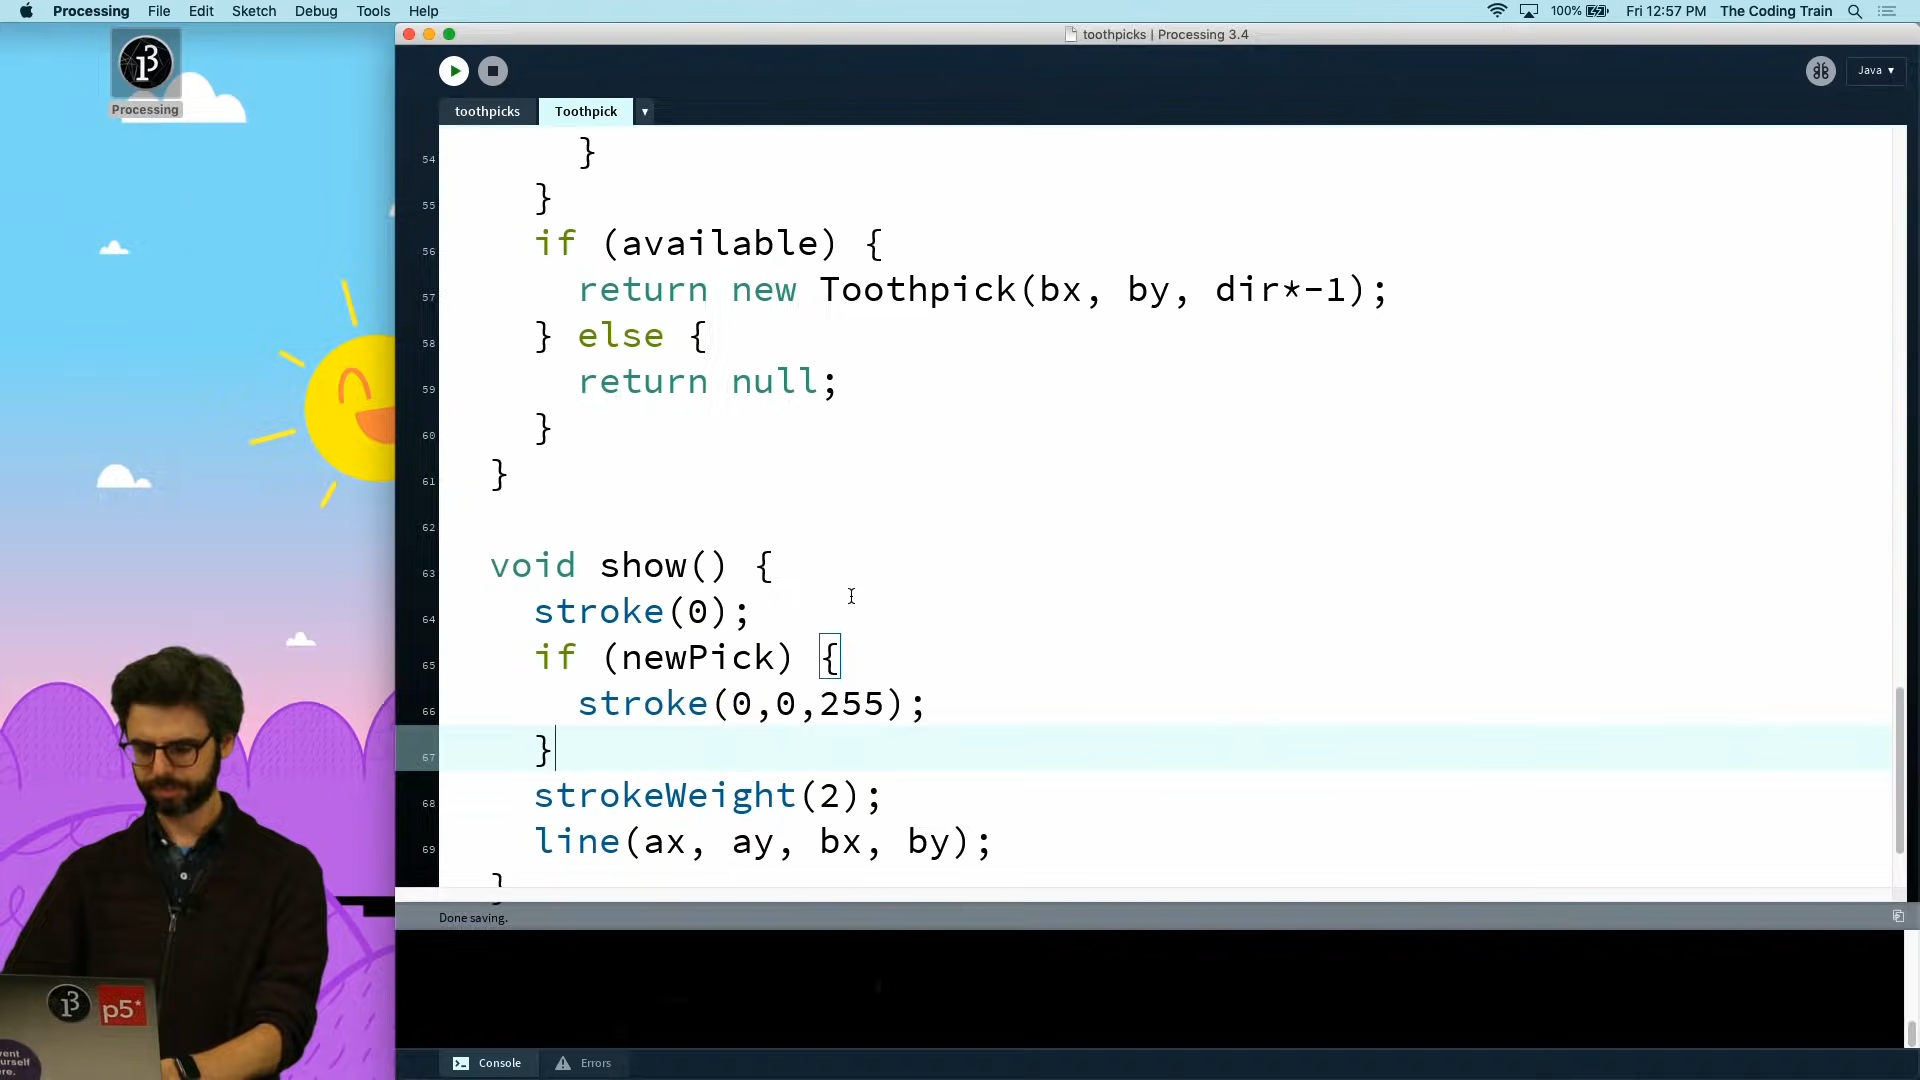 Processing File Edit Sketch Debug Tools Help 100% Fri 12:57 PM The Coding Train
toothpicks | Processing 3.4
Processing
Java ▾
toothpicks Toothpick ▾
54 }
55 }
56 if (available) {
57 return new Toothpick(bx, by, dir*-1);
58 } else {
59 return null;
60 }
61 }
62
63 void show() {
64 stroke(0);
65 if (newPick) {
66 stroke(0,0,255);
67 }
68 strokeWeight(2);
69 line(ax, ay, bx, by);
}
Done saving.
p5*
Console Errors